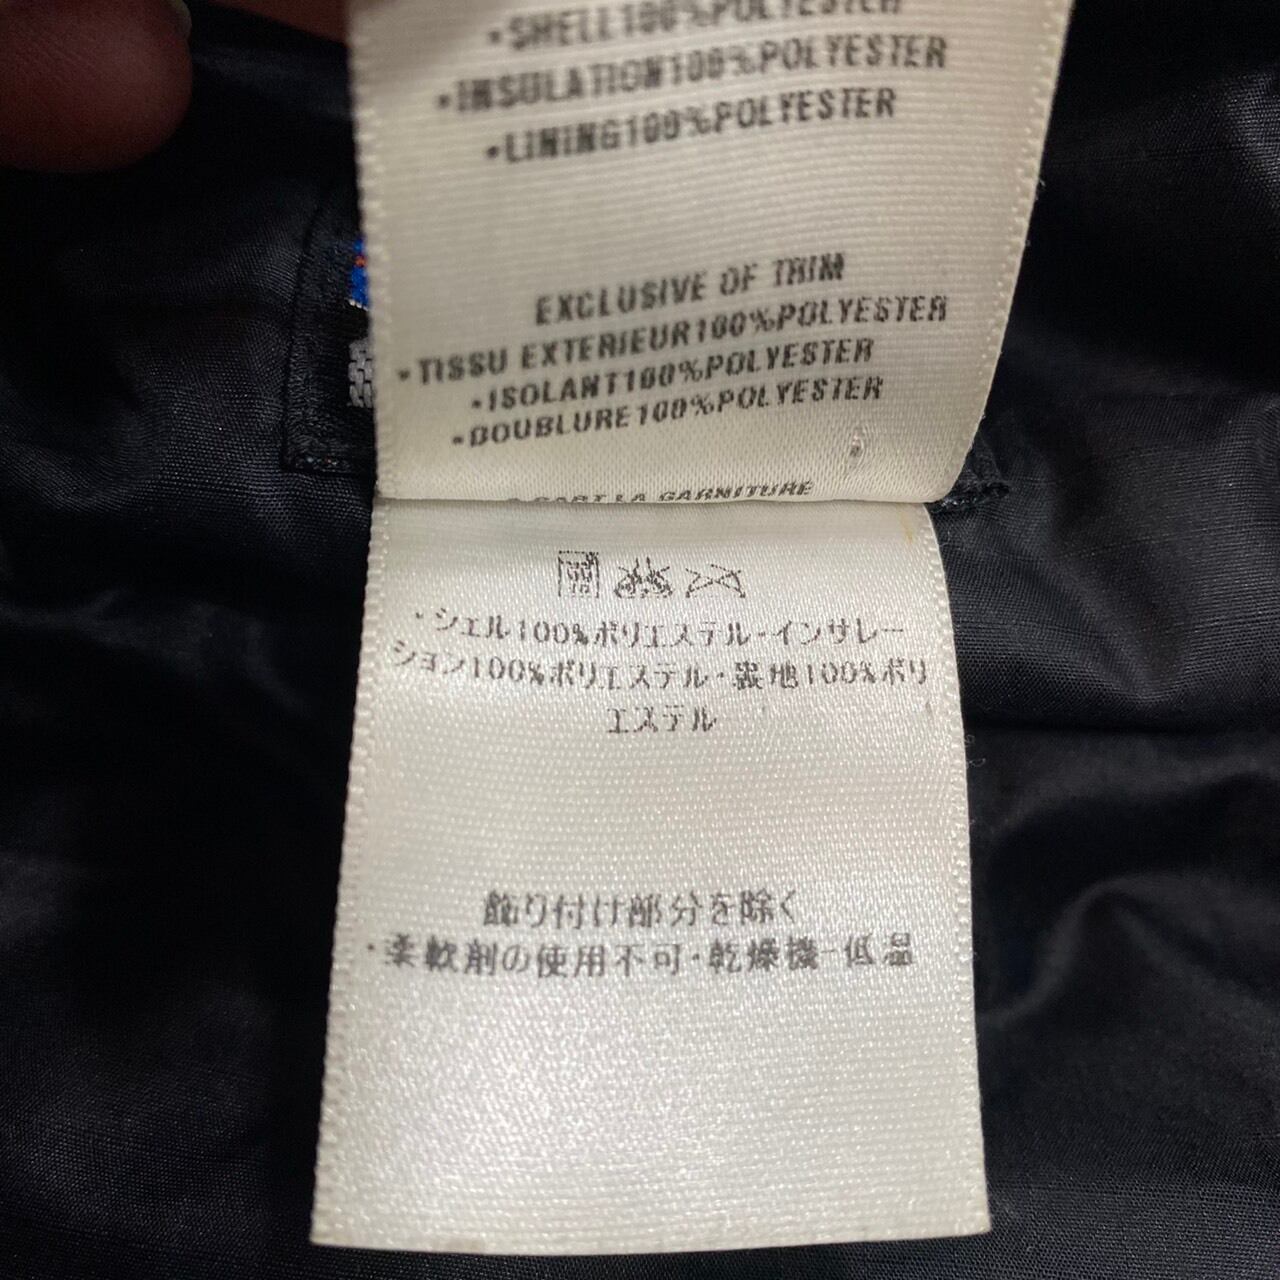 •SHELL100%POLYESTER
•INSULATION100%POLYESTER
•LINING100%POLYESTER
EXCLUSIVE OF TRIM
•TISSU EXTERIEUR100%POLYESTER
•ISOLANT100%POLYESTER
•DOUBLURE100%POLYESTER
LA GARNITURE
・シェル100%ポリエステル・インサレー
ション100%ポリエステル・裏地100%ポリ
エステル
飾り付け部分を除く
・柔軟剤の使用不可・乾燥機-低温